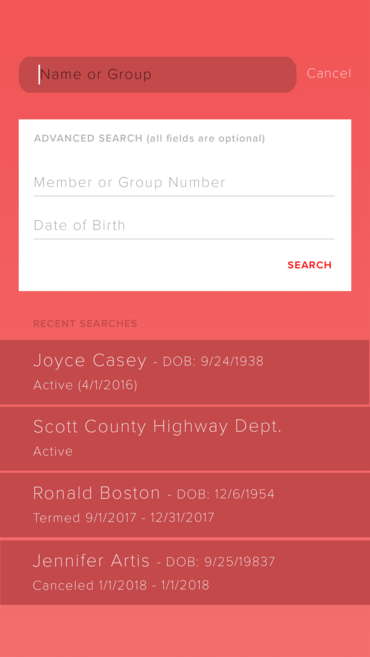 Name or Group
Cancel
ADVANCED SEARCH (all fields are optional)
Member or Group Number
Date of Birth
SEARCH
RECENT SEARCHES
Joyce Casey - DOB: 9/24/1938
Active (4/1/2016)
Scott County Highway Dept.
Active
Ronald Boston - DOB: 12/6/1954
Termed 9/1/2017 - 12/31/2017
Jennifer Artis - DOB: 9/25/19837
Canceled 1/1/2018 - 1/1/2018